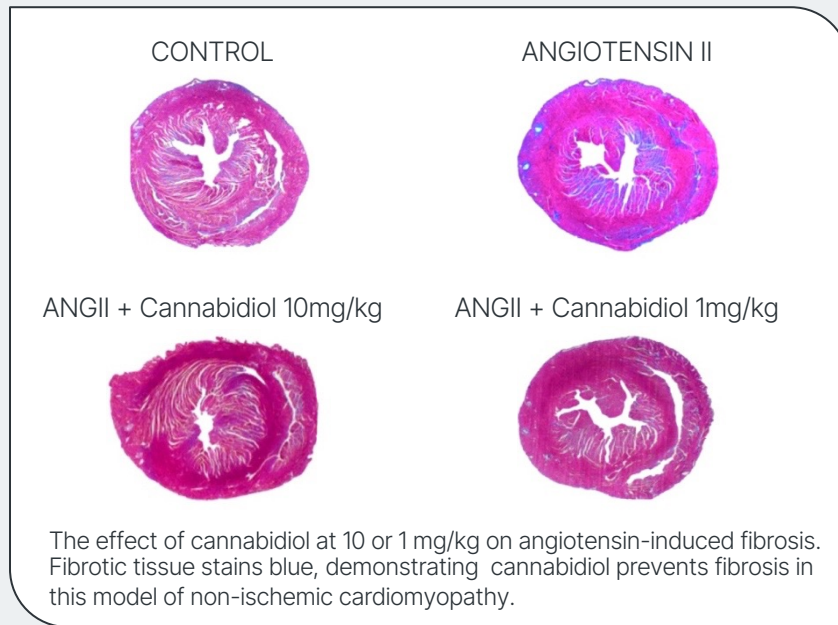 CONTROL
ANGIOTENSIN II
ANGII + Cannabidiol 10mg/kg
ANGII + Cannabidiol 1mg/kg
The effect of cannabidiol at 10 or 1 mg/kg on angiotensin-induced fibrosis.
Fibrotic tissue stains blue, demonstrating cannabidiol prevents fibrosis in
this model of non-ischemic cardiomyopathy.